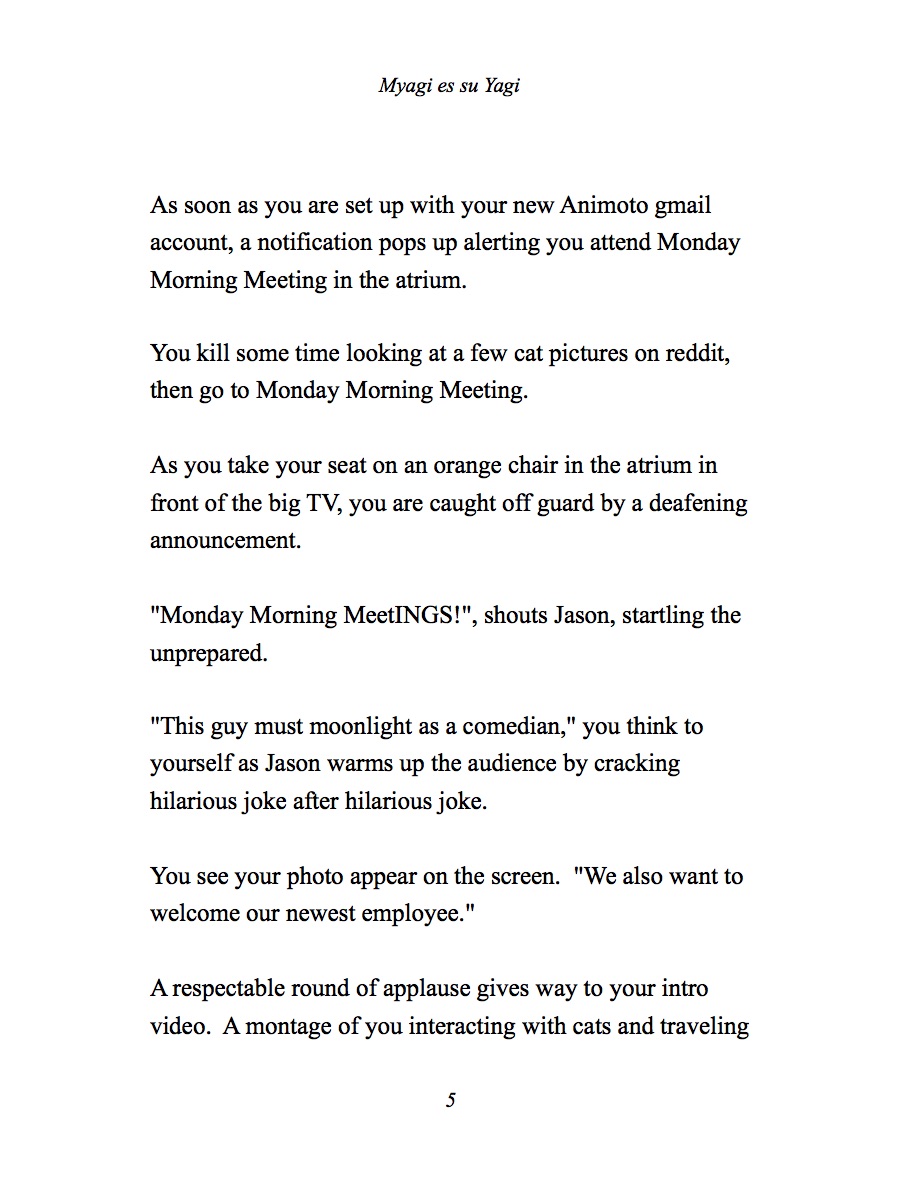 Myagi es su Yagi
As soon as you are set up with your new Animoto gmail
account, a notification pops up alerting you attend Monday
Morning Meeting in the atrium.
You kill some time looking at a few cat pictures on reddit,
then go to Monday Morning Meeting.
As you take your seat on an orange chair in the atrium in
front of the big TV, you are caught off guard by a deafening
announcement.
"Monday Morning MeetINGS!", shouts Jason, startling the
unprepared.
"This guy must moonlight as a comedian," you think to
yourself as Jason warms up the audience by cracking
hilarious joke after hilarious joke.
You see your photo appear on the screen.  "We also want to
welcome our newest employee."
A respectable round of applause gives way to your intro
video.  A montage of you interacting with cats and traveling
5